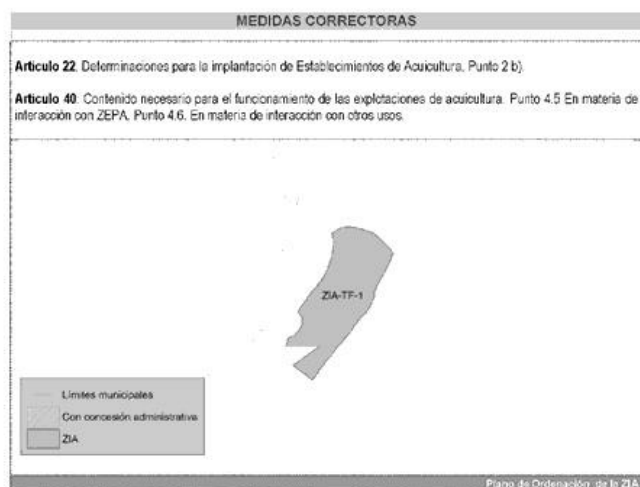 MEDIDAS CORRECTORAS
Artículo 22. Determinaciones para la implantación de Establecimientos de Acuicultura. Punto 2 b).
Artículo 40. Contenido necesario para el funcionamiento de las explotaciones de acuicultura. Punto 4.5 En materia de
interacción con ZEPA. Punto 4.6. En materia de interacción con otros usos.
ZIA-TF-1
Límites municipales
Con concesión administrativa
ZIA
Plano de Ordenación de la ZIA